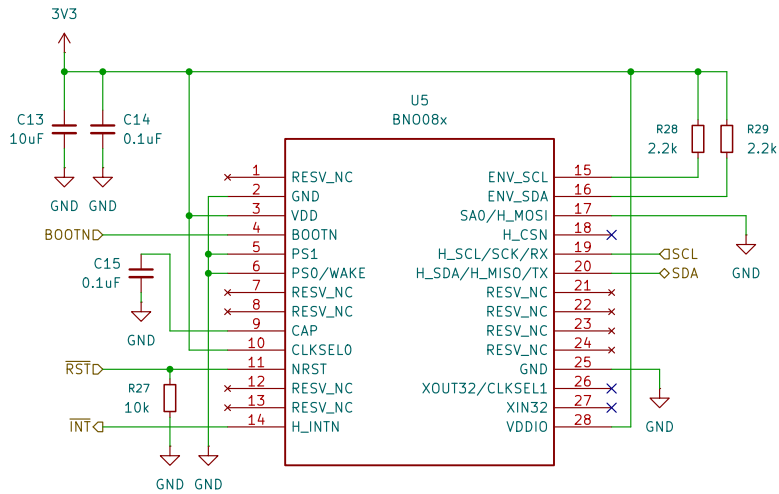 3V3
U5
BNO08x
C13
10uF
C14
0.1uF
R28
2.2k
R29
2.2k
GND
GND
1
RESV_NC
2
GND
3
VDD
BOOTN
4
BOOTN
5
PS1
6
PS0/WAKE
7
RESV_NC
8
RESV_NC
9
CAP
10
CLKSEL0
11
NRST
12
RESV_NC
13
RESV_NC
14
H_INTN
C15
0.1uF
GND
RST
R27
10k
INT
GND
GND
ENV_SCL
15
ENV_SDA
16
SA0/H_MOSI
17
H_CSN
18
H_SCL/SCK/RX
19
SCL
H_SDA/H_MISO/TX
20
SDA
RESV_NC
21
RESV_NC
22
RESV_NC
23
RESV_NC
24
GND
25
XOUT32/CLKSEL1
26
XIN32
27
VDDIO
28
GND
GND